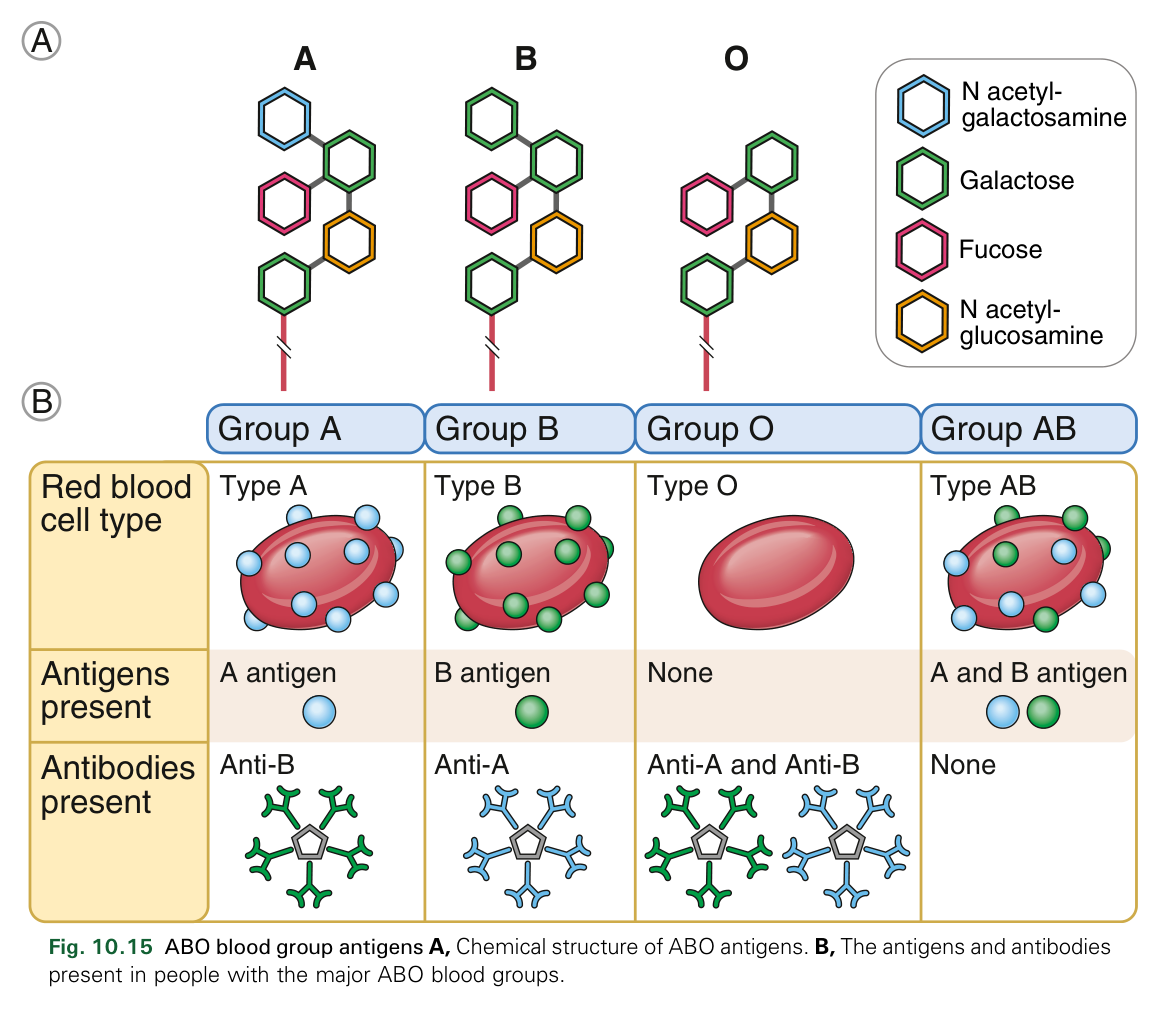 A
A
B
O
N acetyl-
galactosamine
Galactose
Fucose
N acetyl-
glucosamine
B
Group A
Group B
Group O
Group AB
Red blood
cell type
Type A
Type B
Type O
Type AB
Antigens
present
A antigen
B antigen
None
A and B antigen
Antibodies
present
Anti-B
Anti-A
Anti-A and Anti-B
None
Fig. 10.15 ABO blood group antigens A, Chemical structure of ABO antigens. B, The antigens and antibodies
present in people with the major ABO blood groups.